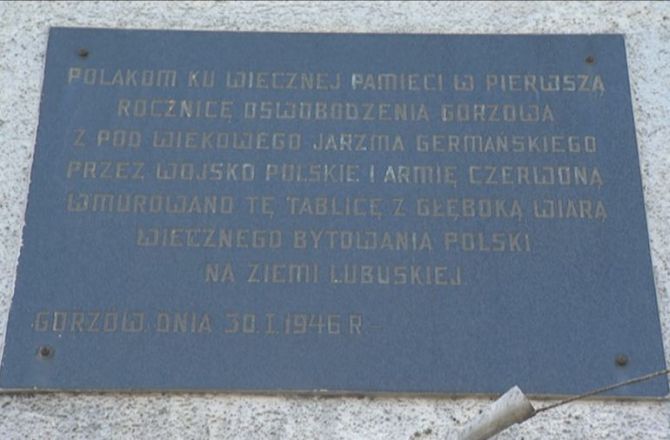 POLAKOM KU WIECZNEJ PAMIĘCI W PIERWSZĄ
ROCZNICĘ OSWOBODZENIA GORZOWA
Z POD WIEKOWEGO JARZMA GERMAŃSKIEGO
PRZEZ WOJSKO POLSKIE I ARMIĘ CZERWONĄ
WMUROWANO TĘ TABLICĘ Z GŁĘBOKĄ WIARĄ
WIECZNEGO BYTOWANIA POLSKI
NA ZIEMI LUBUSKIEJ
GORZÓW, DNIA 30. I. 1946 R –